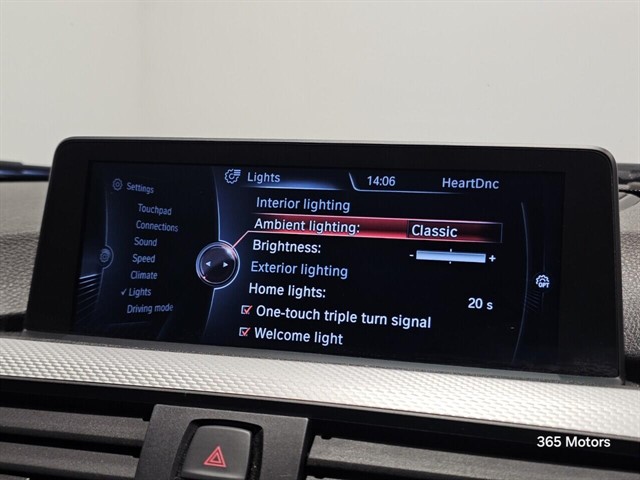 Settings
Touchpad
Connections
Sound
Speed
Climate
✓ Lights
Driving mode
Lights 14:06 HeartDnc
Interior lighting
Ambient lighting: Classic
Brightness: - +
Exterior lighting
Home lights: 20 s
One-touch triple turn signal
Welcome light
OPT
365 Motors